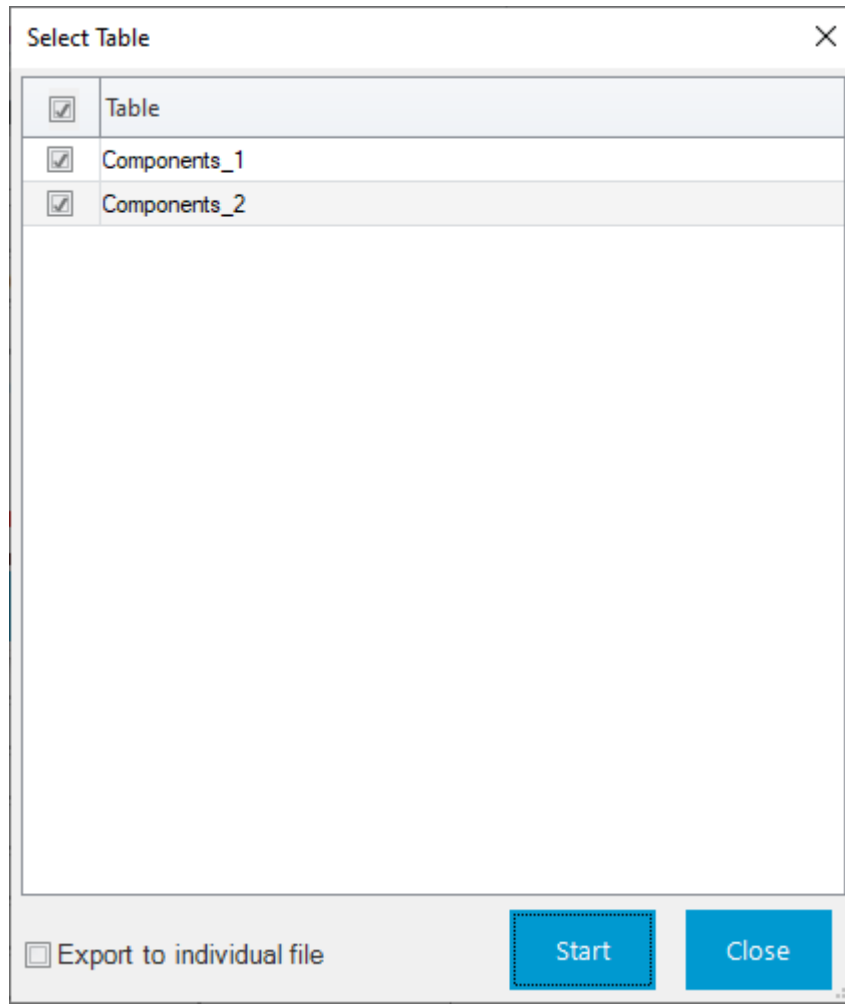 Select Table
Table
Components_1
Components_2
Export to individual file
Start
Close